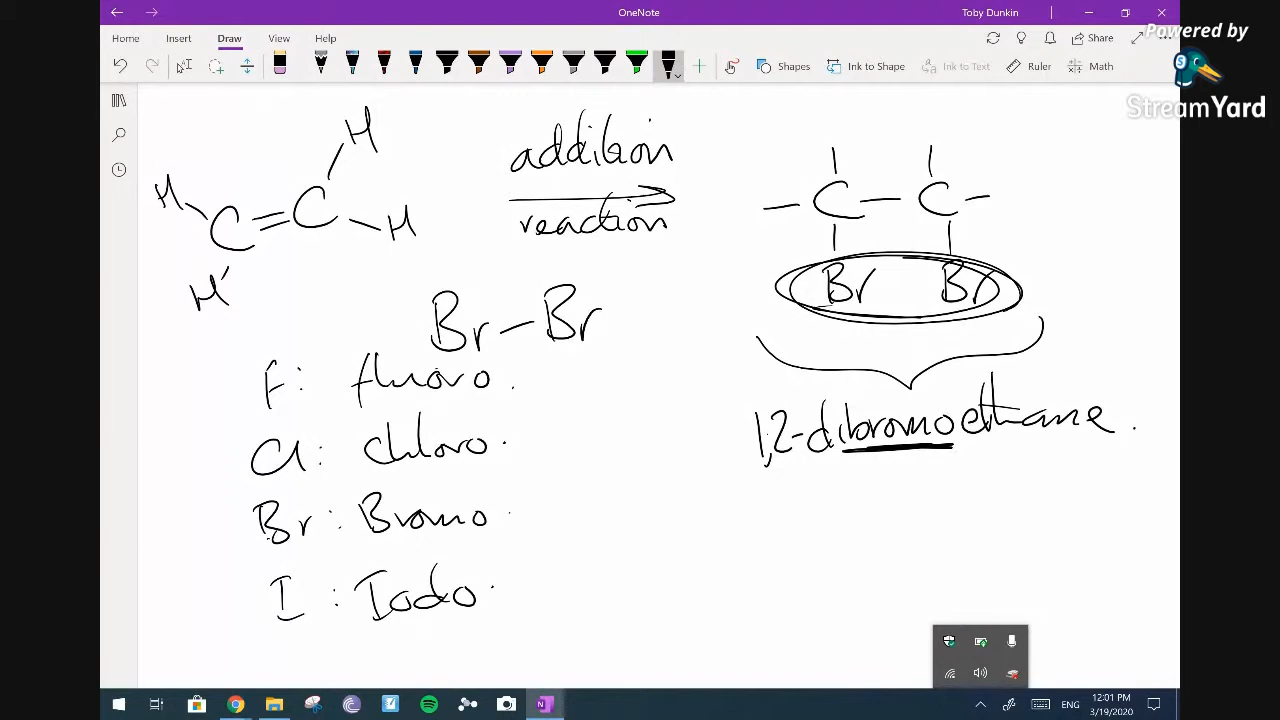 OneNote
Toby Dunkin
Powered by
StreamYard
Home Insert Draw View Help
Share
Shapes Ink to Shape Ink to Text Ruler Math
H
H C = C H
H
addition
reaction
C C
Br Br
Br - Br
F: fluoro.
Cl: chloro.
Br: Bromo.
I: Iodo.
1,2-dibromoethane.
ENG
12:01 PM
3/19/2020